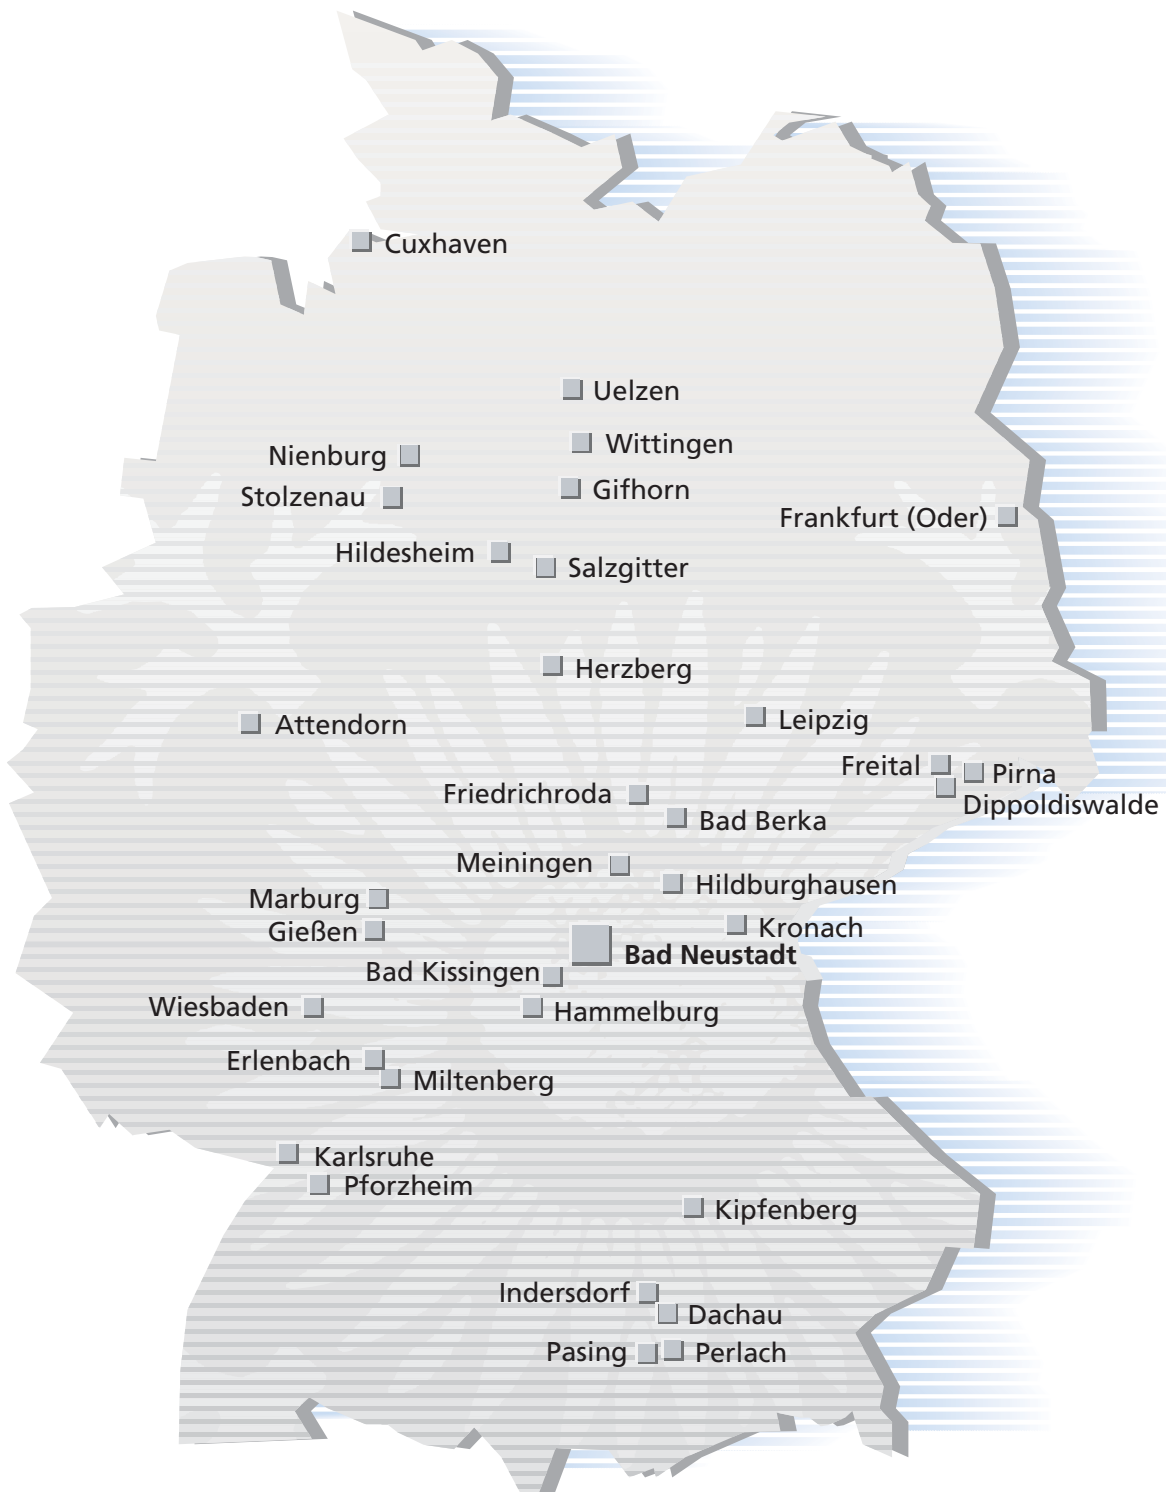 Cuxhaven
Uelzen
Wittingen
Nienburg
Gifhorn
Stolzenau
Frankfurt (Oder)
Hildesheim
Salzgitter
Herzberg
Leipzig
Attendorn
Freital
Pirna
Friedrichroda
Dippoldiswalde
Bad Berka
Meiningen
Hildburghausen
Marburg
Kronach
Gießen
Bad Neustadt
Bad Kissingen
Wiesbaden
Hammelburg
Erlenbach
Miltenberg
Karlsruhe
Pforzheim
Kipfenberg
Indersdorf
Dachau
Pasing
Perlach